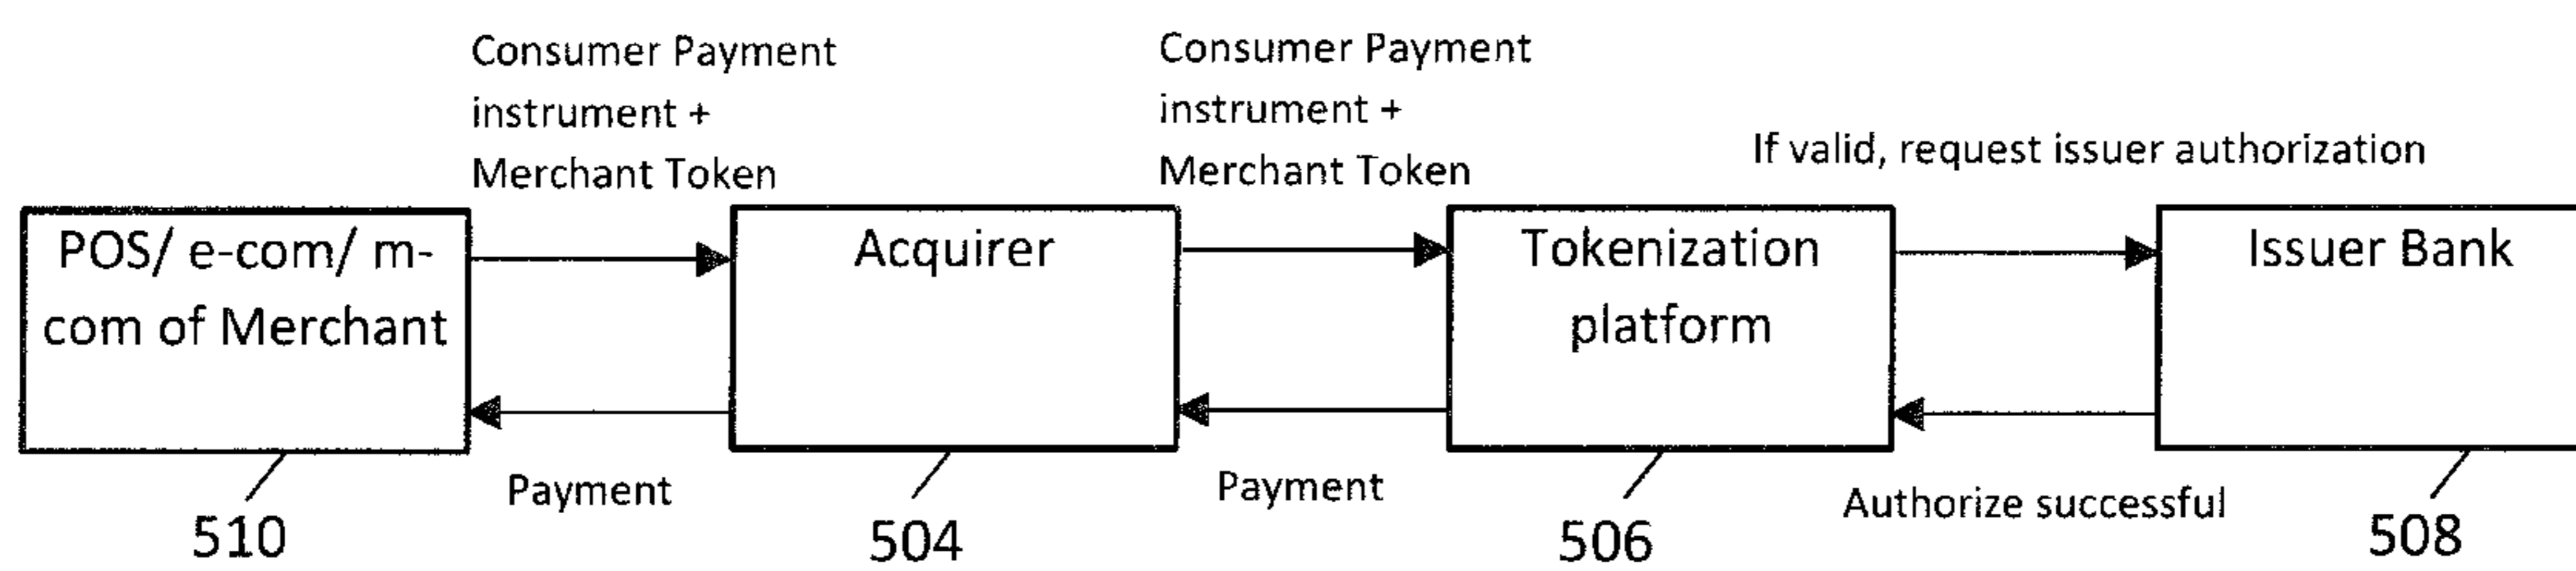 Consumer Payment
instrument +
Merchant Token
Consumer Payment
instrument +
Merchant Token
If valid, request issuer authorization
POS/ e-com/ m-
com of Merchant
Acquirer
Tokenization
platform
Issuer Bank
Payment
Payment
Authorize successful
510
504
506
508